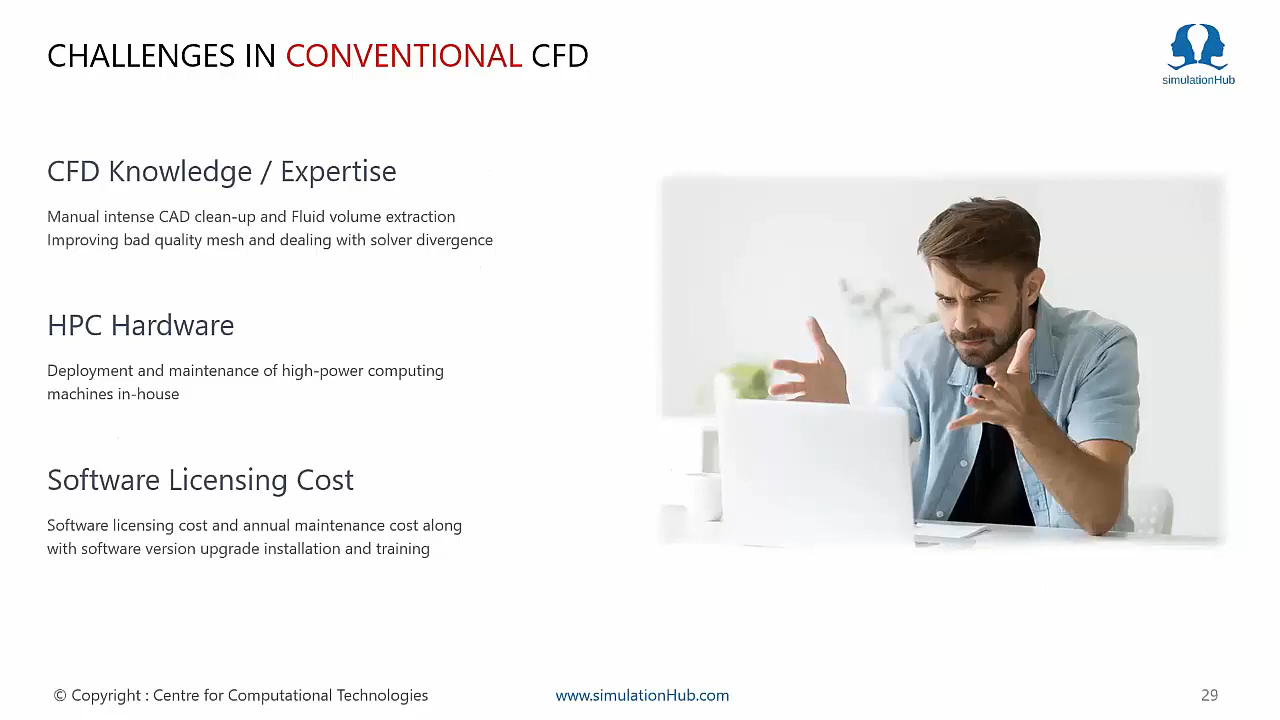 CHALLENGES IN CONVENTIONAL CFD
simulationHub
CFD Knowledge / Expertise
Manual intense CAD clean-up and Fluid volume extraction
Improving bad quality mesh and dealing with solver divergence
HPC Hardware
Deployment and maintenance of high-power computing
machines in-house
Software Licensing Cost
Software licensing cost and annual maintenance cost along
with software version upgrade installation and training
© Copyright : Centre for Computational Technologies
www.simulationHub.com
29